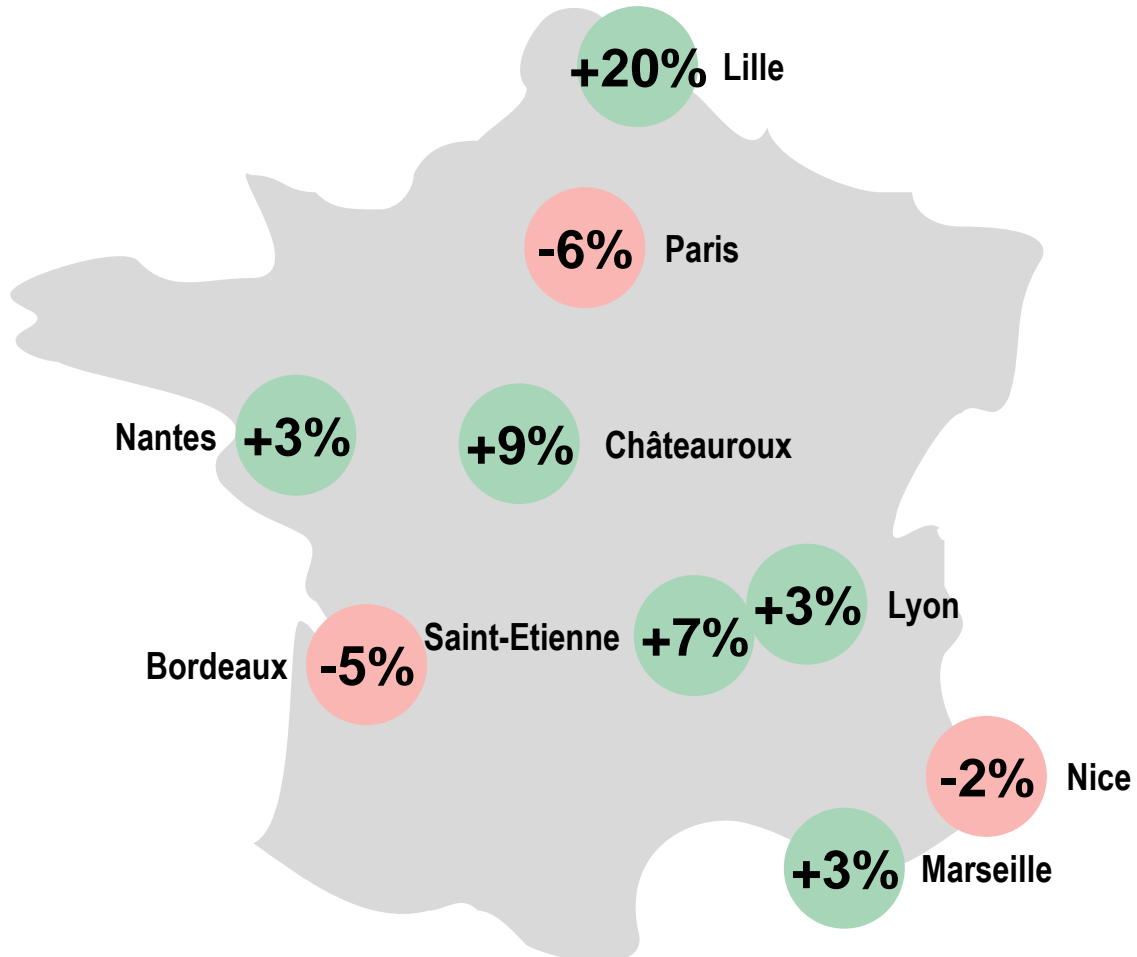 +20% Lille
-6% Paris
Nantes +3%
+9% Châteauroux
+3% Lyon
Saint-Etienne +7%
Bordeaux -5%
-2% Nice
+3% Marseille